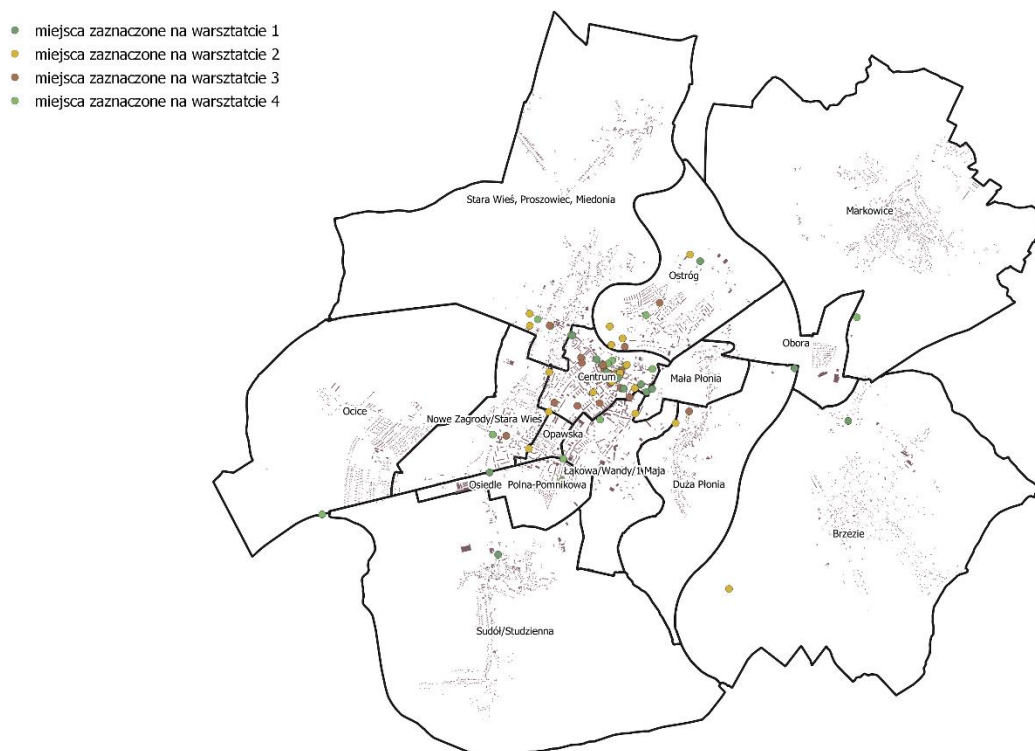 miejsca zaznaczone na warsztatcie 1
miejsca zaznaczone na warsztatcie 2
miejsca zaznaczone na warsztatcie 3
miejsca zaznaczone na warsztatcie 4
Stara Wieś, Proszowiec, Miedonia
Markowice
Ostróg
Obora
Centrum
Mała Płonia
Ocice
Nowe Zagrody/Stara Wieś
Opawska
Łąkowa/Wandy/1 Maja
Osiedle Polna-Pomnikowa
Duża Płonia
Brzezie
Sudół/Studzienna